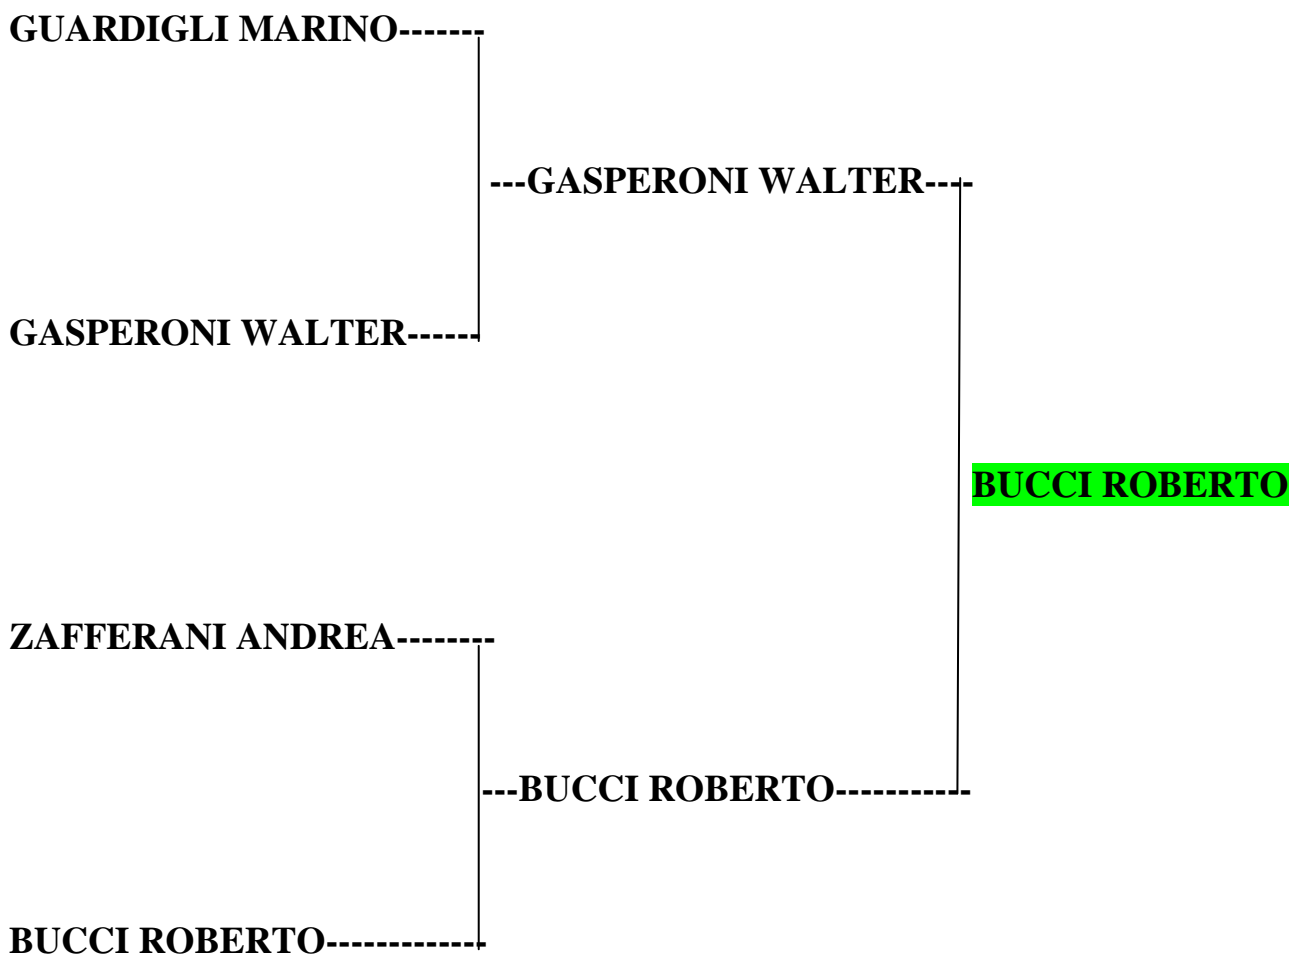 GUARDIGLI MARINO-------
---GASPERONI WALTER----
GASPERONI WALTER------
BUCCI ROBERTO
ZAFFERANI ANDREA--------
---BUCCI ROBERTO-----------
BUCCI ROBERTO-------------